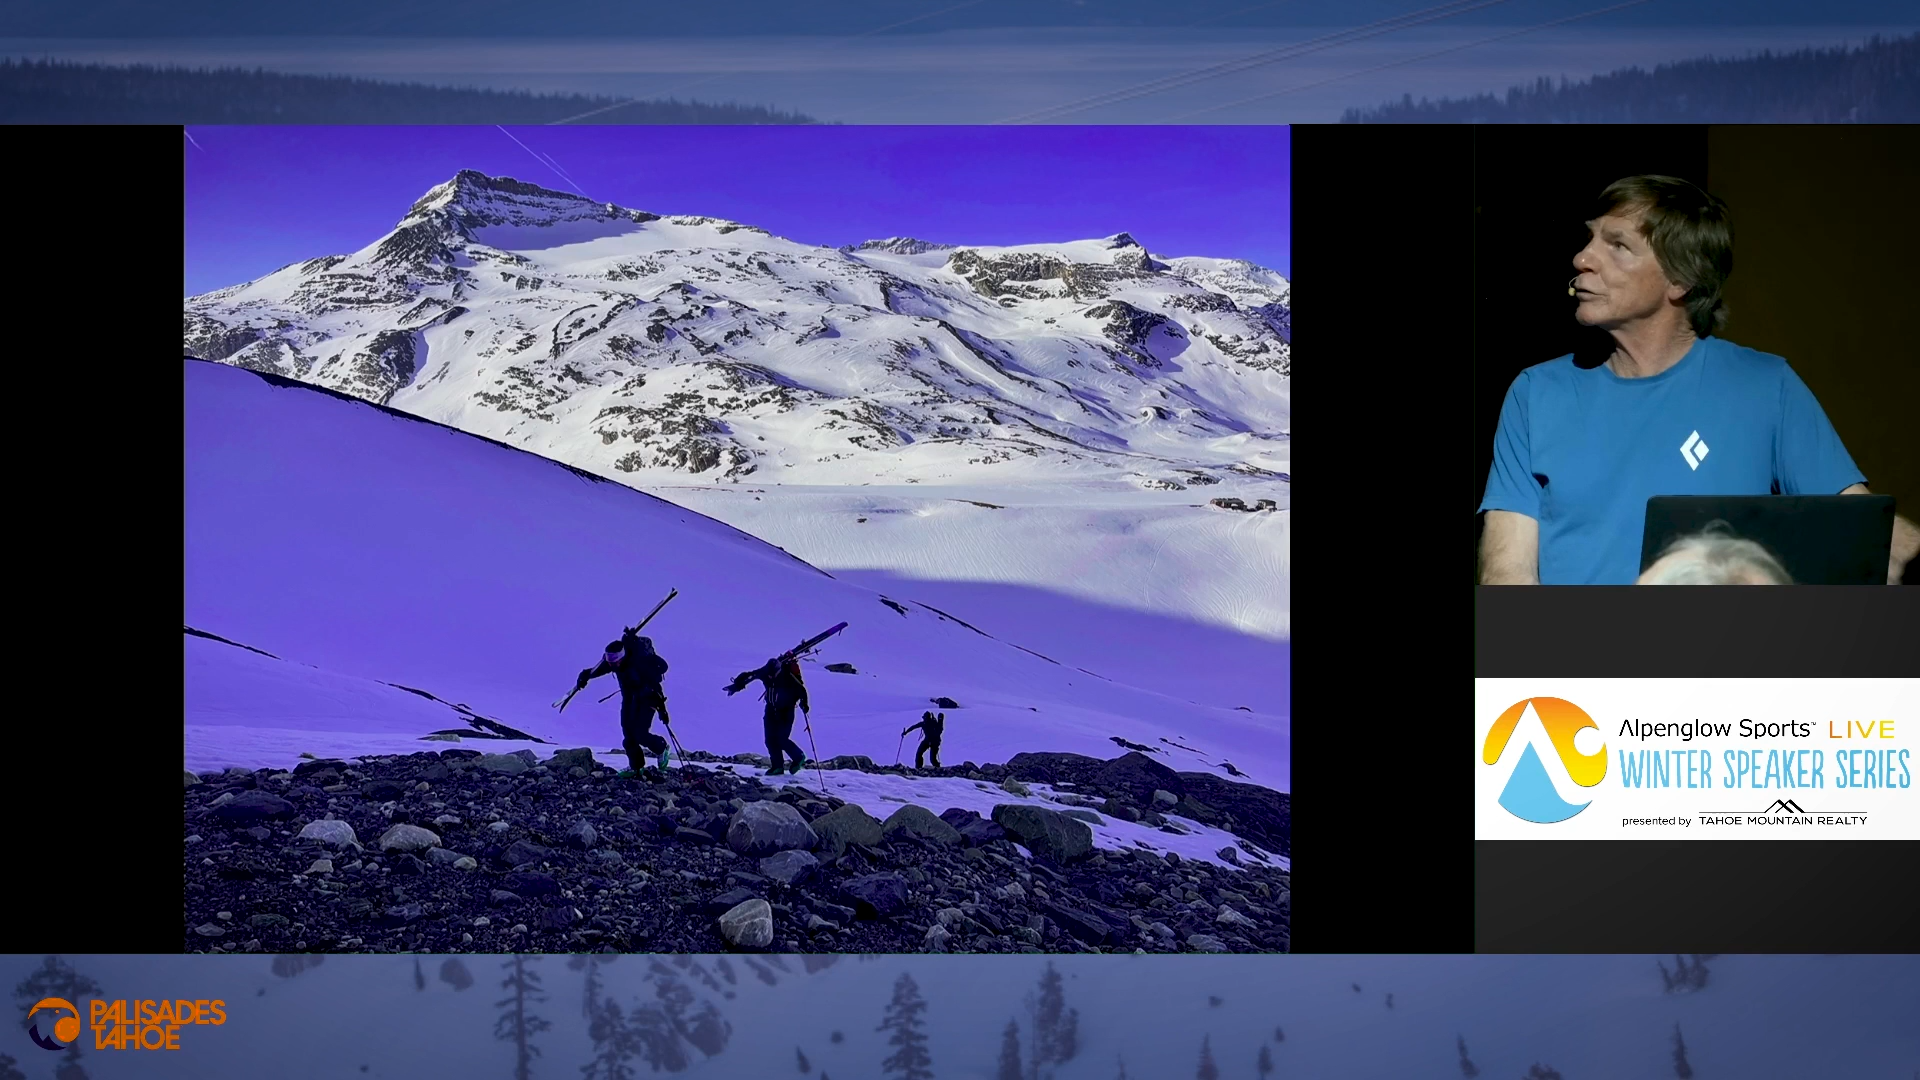 Alpenglow Sports™ LIVE
WINTER SPEAKER SERIES
presented by TAHOE MOUNTAIN REALTY
PALISADES
TAHOE